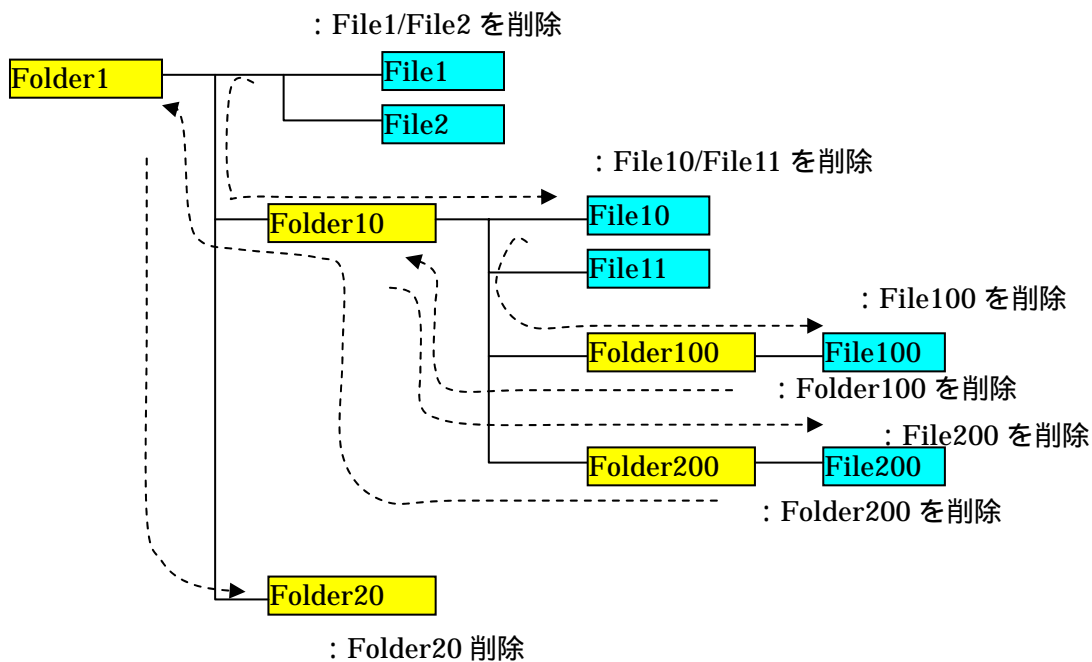 ：File1/File2 を削除
Folder1
File1
File2
：File10/File11 を削除
Folder10
File10
File11
：File100 を削除
Folder100
File100
：Folder100 を削除
：File200 を削除
Folder200
File200
：Folder200 を削除
Folder20
：Folder20 削除